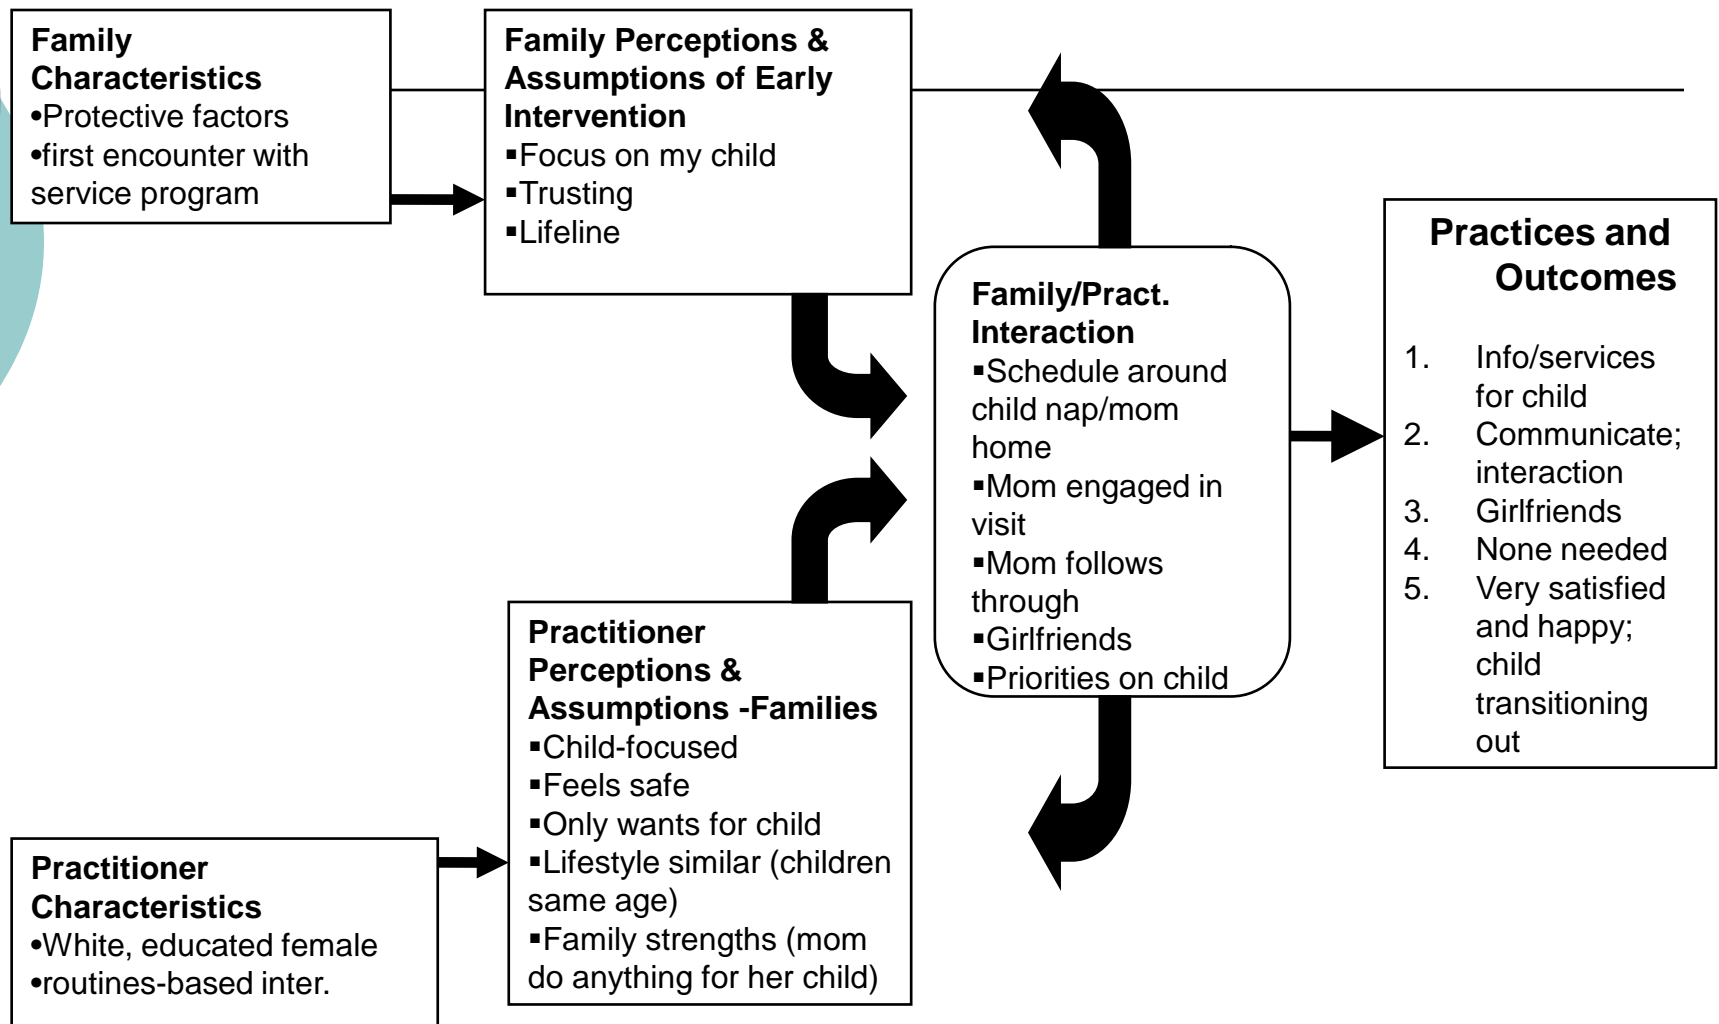 Family
Characteristics
•Protective factors
•first encounter with
service program
Family Perceptions &
Assumptions of Early
Intervention
▪Focus on my child
▪Trusting
▪Lifeline
Family/Pract.
Interaction
▪Schedule around
child nap/mom
home
▪Mom engaged in
visit
▪Mom follows
through
▪Girlfriends
▪Priorities on child
Practices and
Outcomes
1. Info/services
for child
2. Communicate;
interaction
3. Girlfriends
4. None needed
5. Very satisfied
and happy;
child
transitioning
out
Practitioner
Perceptions &
Assumptions -Families
▪Child-focused
▪Feels safe
▪Only wants for child
▪Lifestyle similar (children
same age)
▪Family strengths (mom
do anything for her child)
Practitioner
Characteristics
•White, educated female
•routines-based inter.